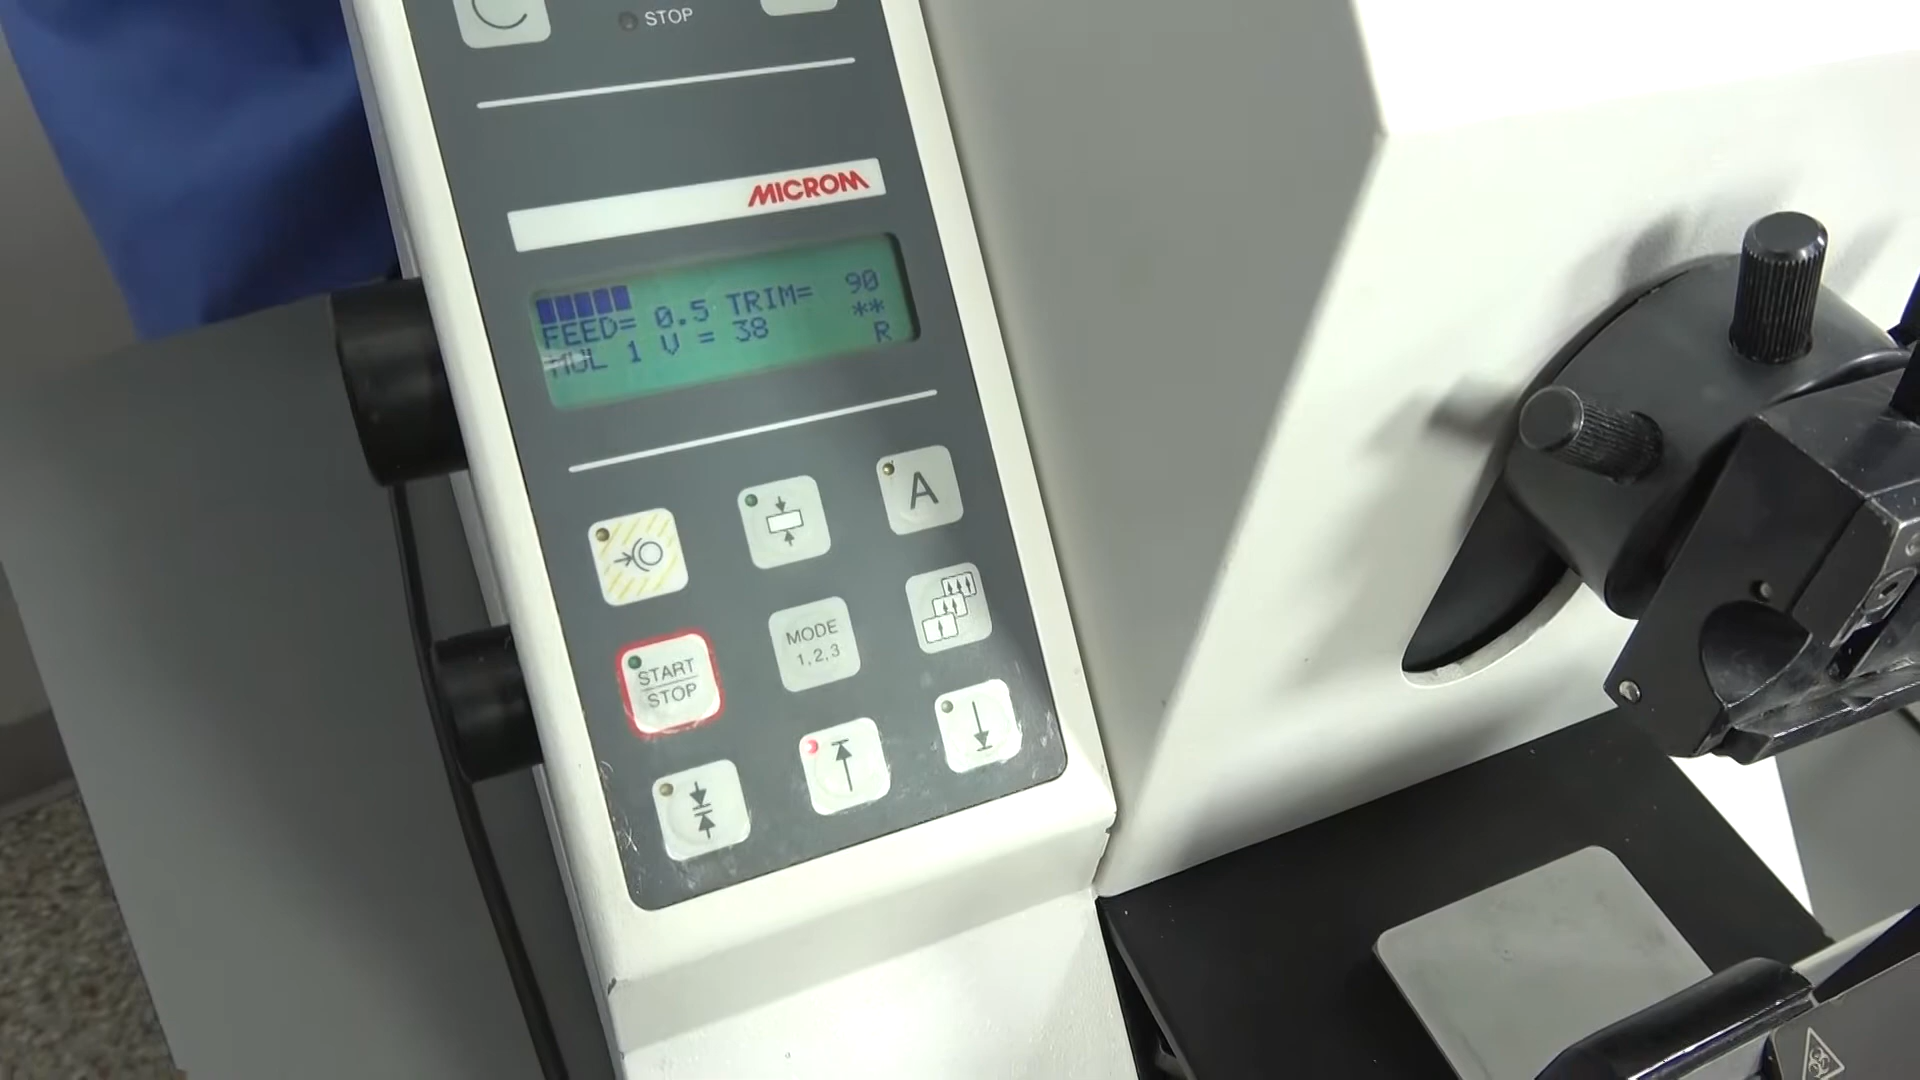 STOP
MICROM
FEED= 0.5 TRIM= 90
MUL 1 V = 38 **
R
A
START
STOP
MODE
1,2,3